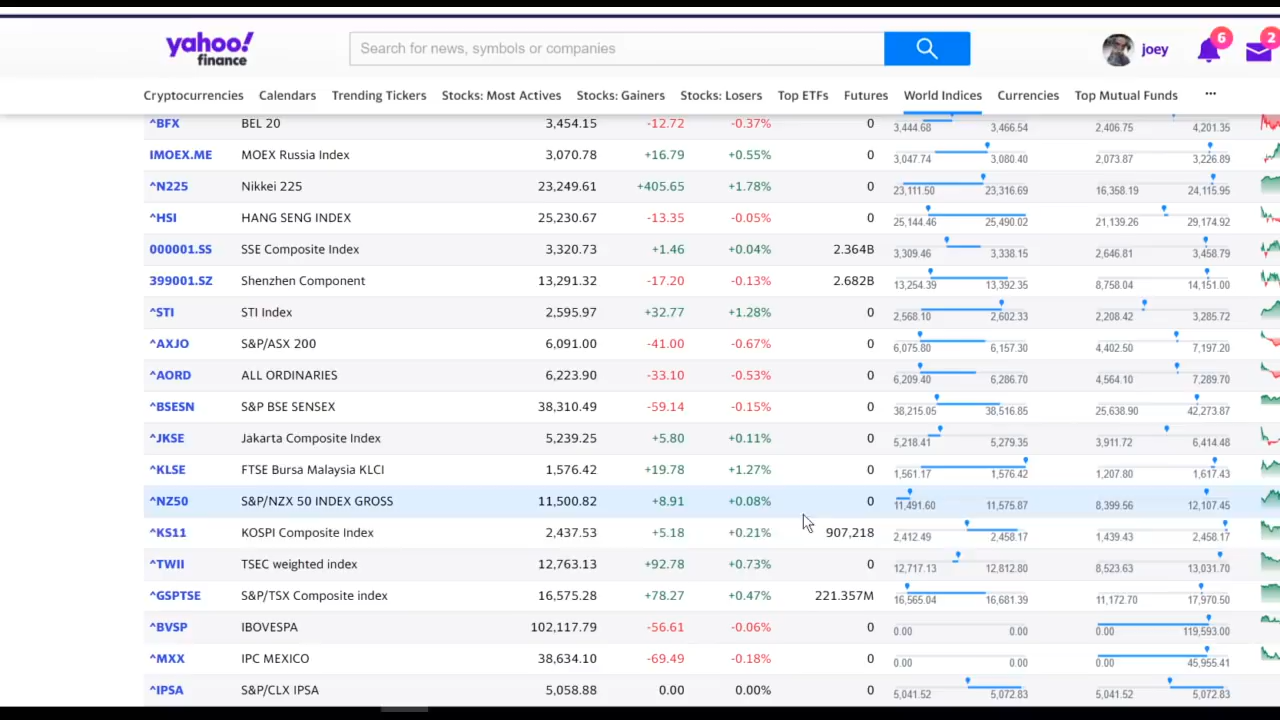 yahoo!
finance
Search for news, symbols or companies
joey
6
2
Cryptocurrencies Calendars Trending Tickers Stocks: Most Actives Stocks: Gainers Stocks: Losers Top ETFs Futures World Indices Currencies Top Mutual Funds ...
^BFX BEL 20 3,454.15 -12.72 -0.37% 0 3,444.68 3,466.54 2,406.75 4,201.35
IMOEX.ME MOEX Russia Index 3,070.78 +16.79 +0.55% 0 3,047.74 3,080.40 2,073.87 3,226.89
^N225 Nikkei 225 23,249.61 +405.65 +1.78% 0 23,111.50 23,316.69 16,358.19 24,115.95
^HSI HANG SENG INDEX 25,230.67 -13.35 -0.05% 0 25,144.46 25,490.02 21,139.26 29,174.92
000001.SS SSE Composite Index 3,320.73 +1.46 +0.04% 2.364B 3,309.46 3,338.15 2,646.81 3,458.79
399001.SZ Shenzhen Component 13,291.32 -17.20 -0.13% 2.682B 13,254.39 13,392.35 8,758.04 14,151.00
^STI STI Index 2,595.97 +32.77 +1.28% 0 2,568.10 2,602.33 2,208.42 3,285.72
^AXJO S&P/ASX 200 6,091.00 -41.00 -0.67% 0 6,075.80 6,157.30 4,402.50 7,197.20
^AORD ALL ORDINARIES 6,223.90 -33.10 -0.53% 0 6,209.40 6,286.70 4,564.10 7,289.70
^BSESN S&P BSE SENSEX 38,310.49 -59.14 -0.15% 0 38,215.05 38,516.85 25,638.90 42,273.87
^JKSE Jakarta Composite Index 5,239.25 +5.80 +0.11% 0 5,218.41 5,279.35 3,911.72 6,414.48
^KLSE FTSE Bursa Malaysia KLCI 1,576.42 +19.78 +1.27% 0 1,561.17 1,576.42 1,207.80 1,617.43
^NZ50 S&P/NZX 50 INDEX GROSS 11,500.82 +8.91 +0.08% 0 11,491.60 11,575.87 8,399.56 12,107.45
^KS11 KOSPI Composite Index 2,437.53 +5.18 +0.21% 907,218 2,412.49 2,458.17 1,439.43 2,458.17
^TWII TSEC weighted index 12,763.13 +92.78 +0.73% 0 12,717.13 12,812.80 8,523.63 13,031.70
^GSPTSE S&P/TSX Composite index 16,575.28 +78.27 +0.47% 221.357M 16,565.04 16,681.39 11,172.70 17,970.50
^BVSP IBOVESPA 102,117.79 -56.61 -0.06% 0 0.00 0.00 0.00 119,593.00
^MXX IPC MEXICO 38,634.10 -69.49 -0.18% 0 0.00 0.00 0.00 45,955.41
^IPSA S&P/CLX IPSA 5,058.88 0.00 0.00% 0 5,041.52 5,072.83 5,041.52 5,072.83